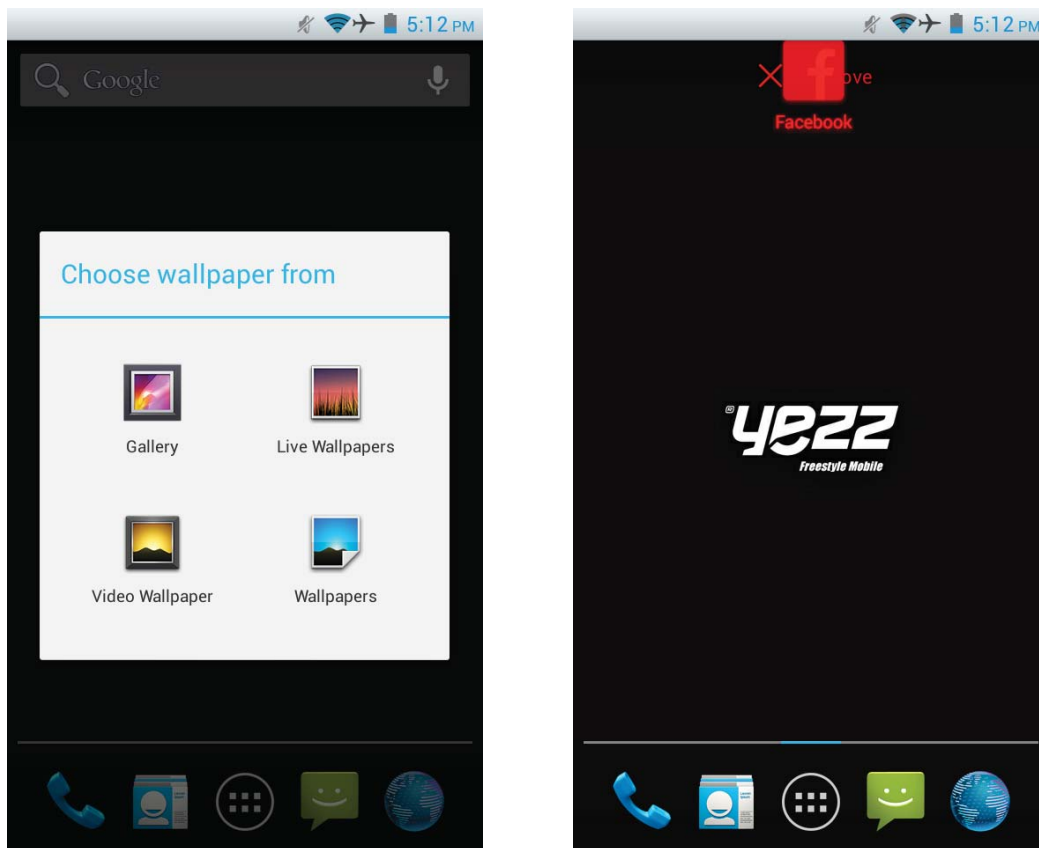 5:12 PM
Google
Choose wallpaper from
Gallery
Live Wallpapers
Video Wallpaper
Wallpapers
5:12 PM
ove
Facebook
®yezz
Freestyle Mobile